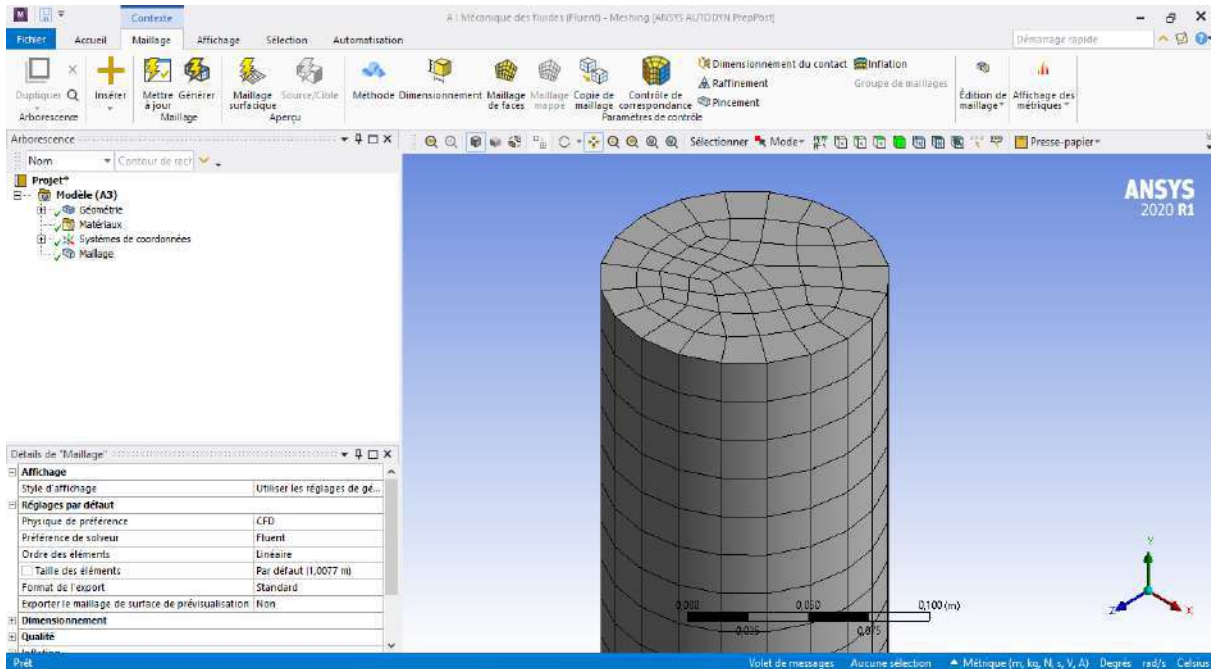 Contexte
A : Mécanique des fluides (Fluent) - Meshing [ANSYS AUTODYN PrepPost]
Fichier Accueil Maillage Affichage Sélection Automatisation Démarrage rapide
Dupliquer Insérer Mettre à jour Générer Maillage surfacique Source/Cible Méthode Dimensionnement Maillage de faces Maillage mappé Copie de maillage Contrôle de correspondance
Dimensionnement du contact Inflation
Raffinement Groupe de maillages
Pincement
Édition de maillage Affichage des métriques
Arborescence Maillage Aperçu Paramètres de contrôle
Arborescence
Sélectionner Mode Presse-papier
Nom
Projet*
Modèle (A3)
Géométrie
Matériaux
Systèmes de coordonnées
Maillage
ANSYS
2020 R1
Détails de "Maillage"
Affichage
Style d'affichage Utiliser les réglages de gé...
Réglages par défaut
Physique de préférence CFD
Préférence de solveur Fluent
Ordre des éléments Linéaire
Taille des éléments Par défaut (1,0077 m)
Format de l'export Standard
Exporter le maillage de surface de prévisualisation Non
Dimensionnement
Qualité
0,000 0,050 0,100 (m)
0,025 0,075
Y
Z X
Prêt Volet de messages Aucune sélection Métrique (m, kg, N, s, V, A) Degrés rad/s Celsius